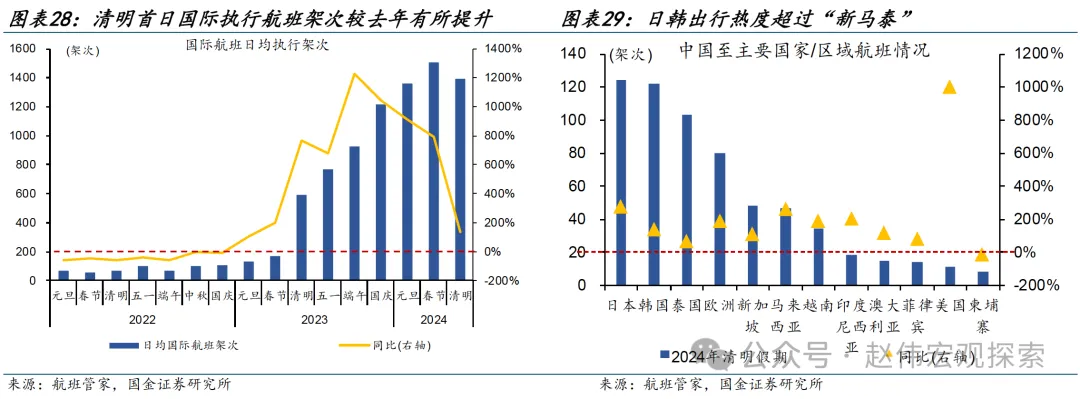 图表28：清明首日国际执行航班架次较去年有所提升
(架次)
国际航班日均执行架次
1600
1400
1200
1000
800
600
400
200
0
1400%
1200%
1000%
800%
600%
400%
200%
0%
-200%
元旦 春节 清明 五一 端午 中秋 国庆 元旦 春节 清明 五一 端午 国庆 元旦 春节 清明
2022 2023 2024
日均国际航班架次 同比(右轴)
来源：航班管家，国金证券研究所
图表29：日韩出行热度超过“新马泰”
(架次)
中国至主要国家/区域航班情况
140
120
100
80
60
40
20
0
1200%
1000%
800%
600%
400%
200%
0%
-200%
日本 韩国 泰国 欧洲 新加坡 马来西亚 越南 印度尼西亚 澳大利亚 菲律宾 美国 柬埔寨
2024年清明假期 同比(右轴)
公众号·赵伟宏观探索
来源：航班管家，国金证券研究所